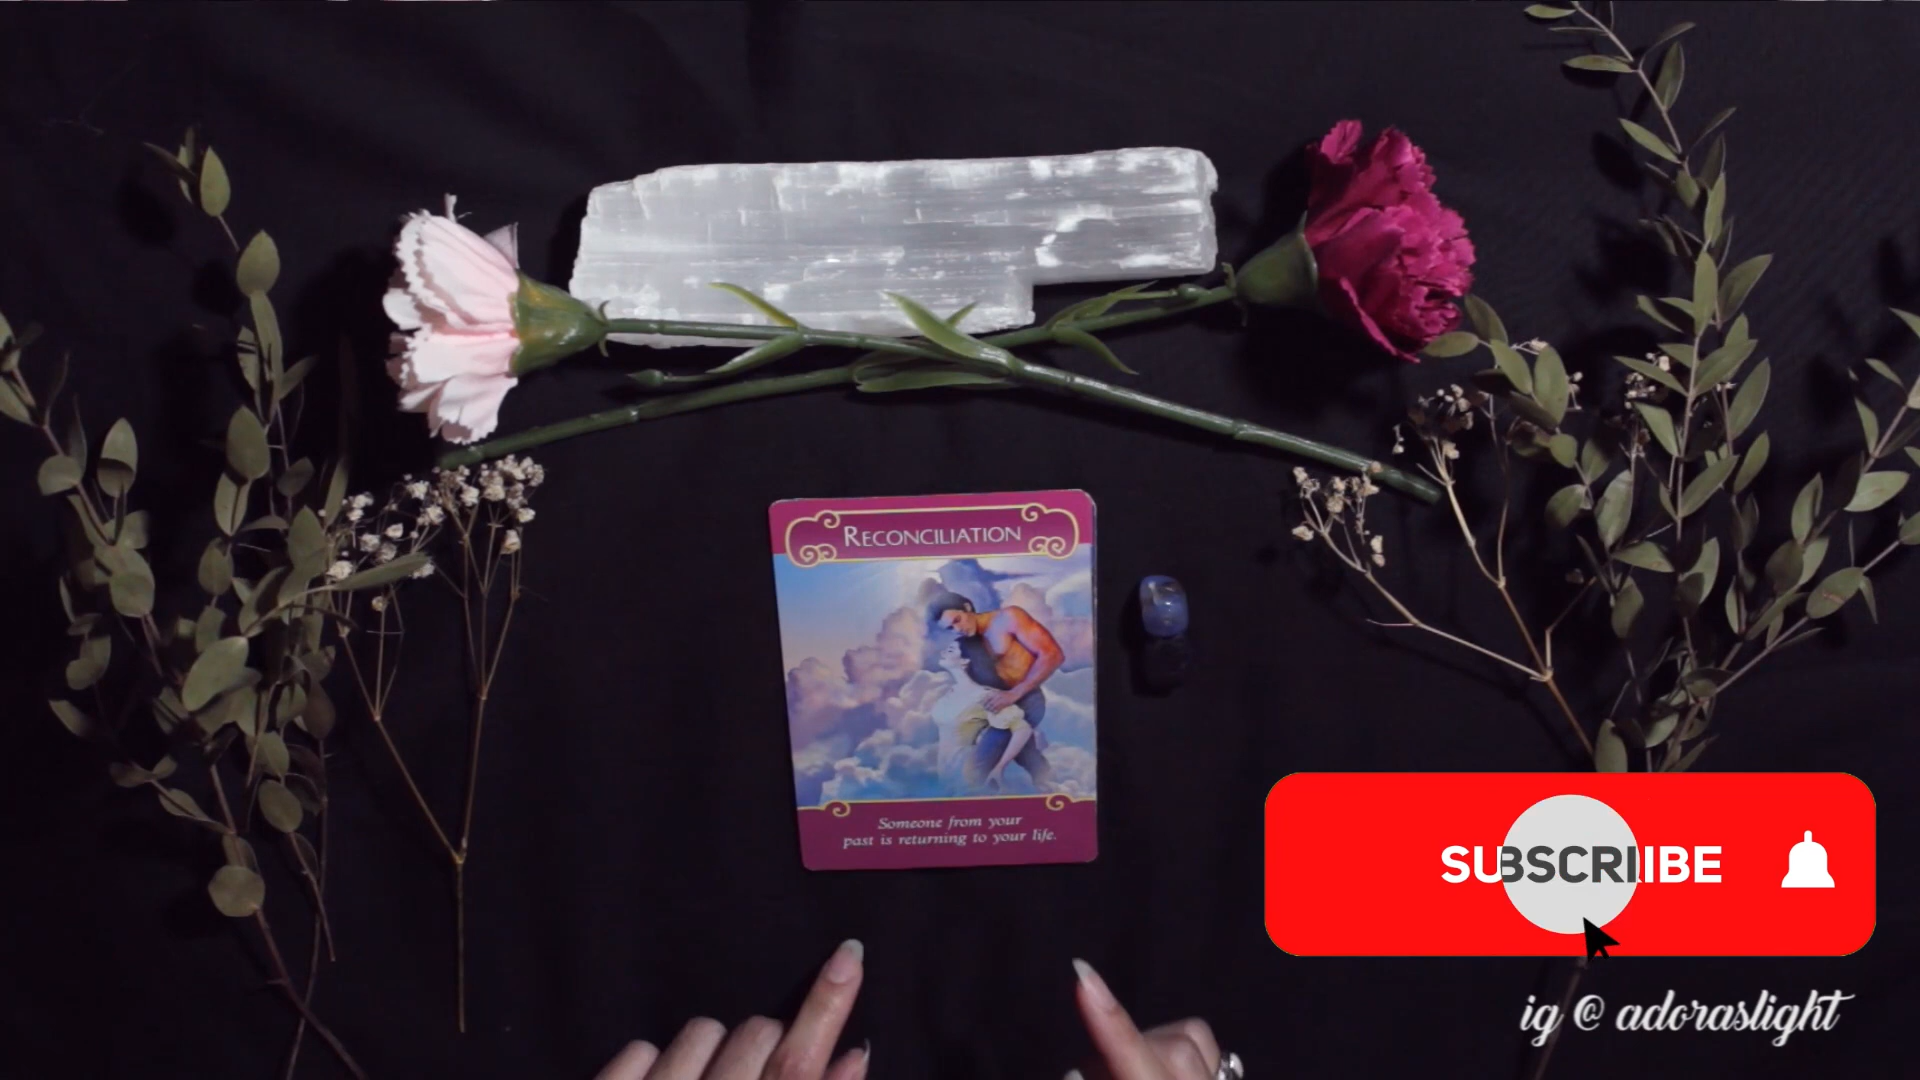 RECONCILIATION
Someone from your
past is returning to your life.
SUBSCRIIBE
ig @ adoraslight